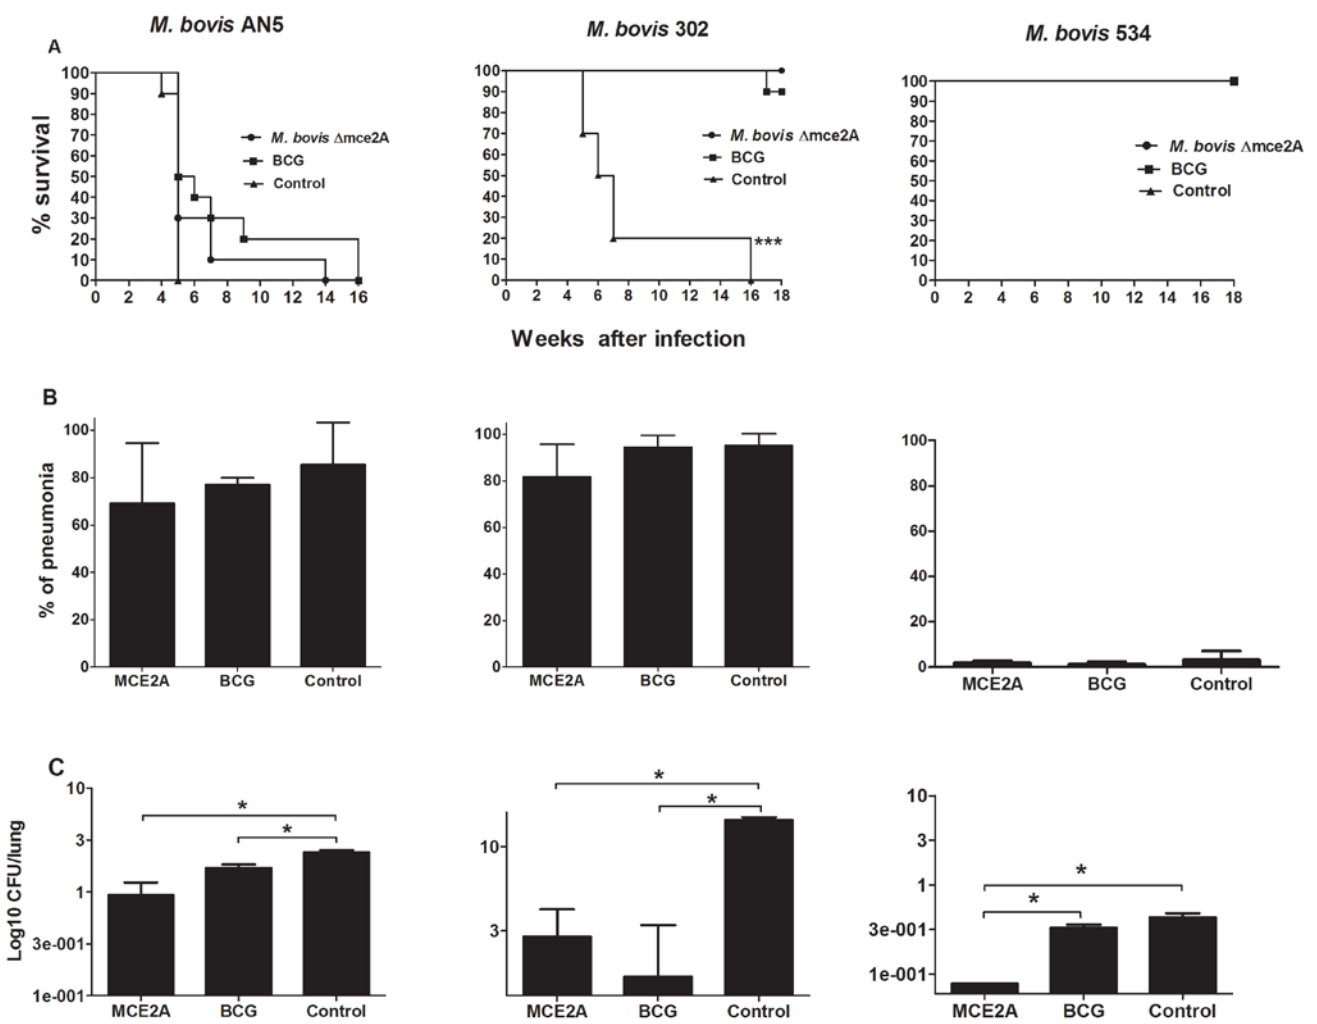 M. bovis AN5
M. bovis 302
M. bovis 534
A
% survival
100
90
80
70
60
50
40
30
20
10
0
0 2 4 6 8 10 12 14 16
M. bovis Δmce2A
BCG
Control
100
90
80
70
60
50
40
30
20
10
0
0 2 4 6 8 10 12 14 16 18
M. bovis Δmce2A
BCG
Control
***
100
90
80
70
60
50
40
30
20
10
0
0 2 4 6 8 10 12 14 16 18
M. bovis Δmce2A
BCG
Control
Weeks after infection
B
% of pneumonia
100
80
60
40
20
0
MCE2A BCG Control
100
80
60
40
20
0
MCE2A BCG Control
100
80
60
40
20
0
MCE2A BCG Control
C
Log10 CFU/lung
10
3
1
3e-001
1e-001
*
*
MCE2A BCG Control
10
3
*
*
MCE2A BCG Control
10
3
1
3e-001
1e-001
*
*
MCE2A BCG Control